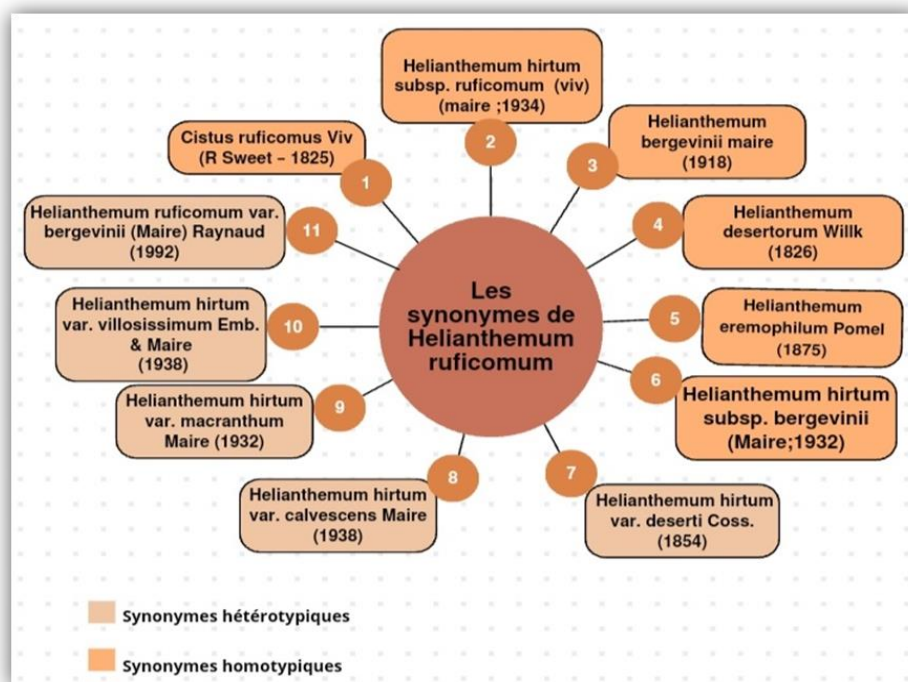 Helianthemum hirtum
subsp. ruficomum (viv)
(maire ;1934)
2
Cistus ruficomus Viv
(R Sweet – 1825)
1
Helianthemum
bergevinii maire
(1918)
3
Helianthemum ruficomum var.
bergevinii (Maire) Raynaud
(1992)
11
Helianthemum
desertorum Willk
(1826)
4
Les
synonymes de
Helianthemum
ruficomum
Helianthemum hirtum
var. villosissimum Emb.
& Maire
(1938)
10
Helianthemum
eremophilum Pomel
(1875)
5
Helianthemum hirtum
var. macranthum
Maire (1932)
9
Helianthemum hirtum
subsp. bergevinii
(Maire;1932)
6
Helianthemum hirtum
var. calvescens Maire
(1938)
8
Helianthemum hirtum
var. deserti Coss.
(1854)
7
Synonymes hétérotypiques
Synonymes homotypiques